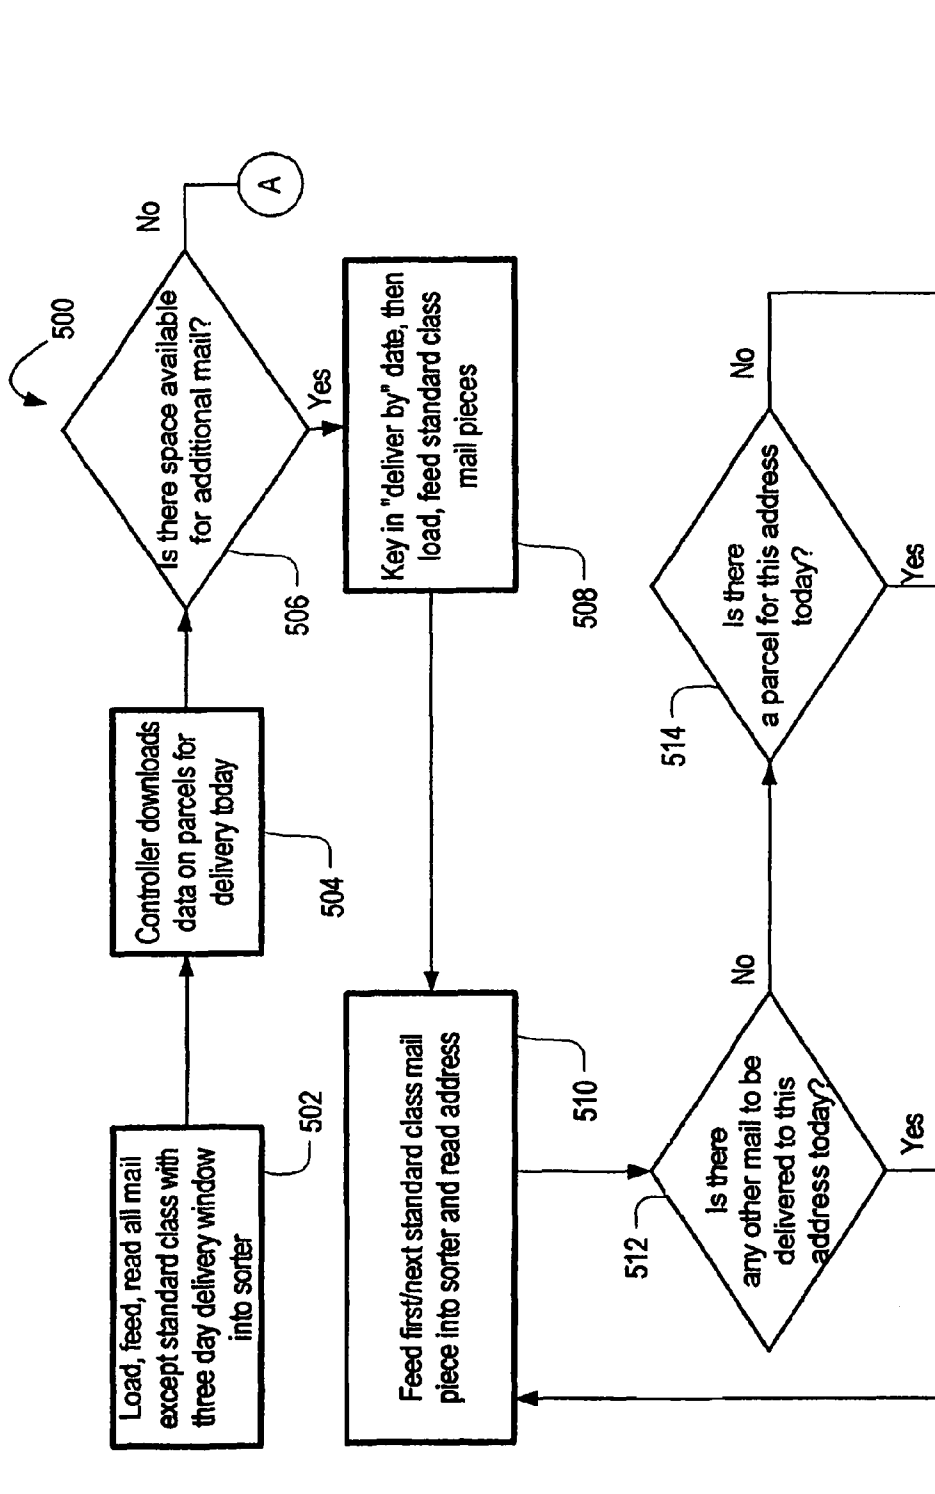 500
Load, feed, read all mail
except standard class with
three day delivery window
into sorter
502
Controller downloads
data on parcels for
delivery today
504
Is there space available
for additional mail?
506
No
A
Yes
Key in "deliver by" date, then
load, feed standard class
mail pieces
508
Feed first/next standard class mail
piece into sorter and read address
510
Is there
any other mail to be
delivered to this
address today?
512
No
Yes
Is there
a parcel for this address
today?
514
No
Yes